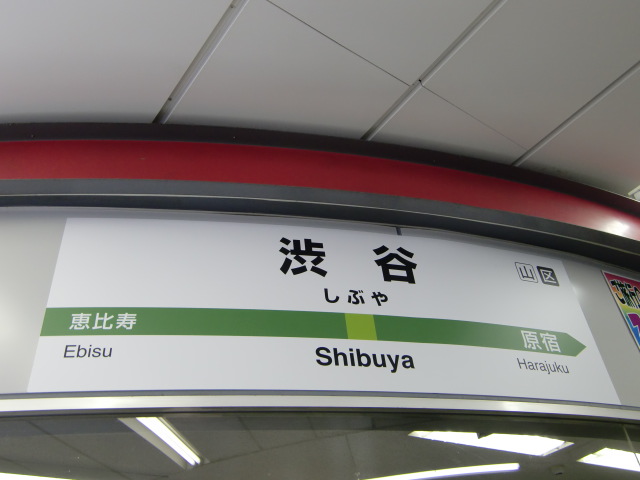 渋谷
山 区
しぶや
恵比寿
原宿
Ebisu
Shibuya
Harajuku